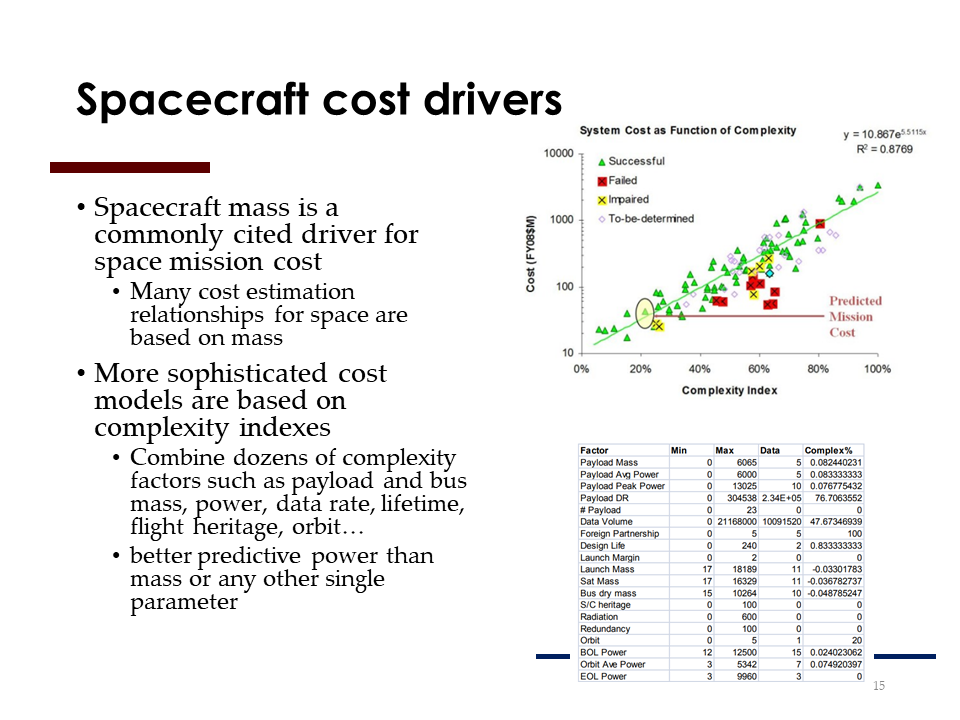 Spacecraft cost drivers
• Spacecraft mass is a
commonly cited driver for
space mission cost
• Many cost estimation
relationships for space are
based on mass
• More sophisticated cost
models are based on
complexity indexes
• Combine dozens of complexity
factors such as payload and bus
mass, power, data rate, lifetime,
flight heritage, orbit…
• better predictive power than
mass or any other single
parameter
System Cost as Function of Complexity
y = 10.867e^5.5115x
R² = 0.8769
Successful
Failed
Impaired
To-be-determined
Cost (FY08$M)
10000
1000
100
10
0% 20% 40% 60% 80% 100%
Complexity Index
Predicted
Mission
Cost
Factor Min Max Data Complex%
Payload Mass 0 6065 5 0.082440231
Payload Avg Power 0 6000 5 0.083333333
Payload Peak Power 0 13025 10 0.076775432
Payload DR 0 304538 2.34E+05 76.7063552
# Payload 0 23 0 0
Data Volume 0 21168000 10091520 47.67346939
Foreign Partnership 0 5 5 100
Design Life 0 240 2 0.833333333
Launch Margin 0 2 0 0
Launch Mass 17 18189 11 -0.03301783
Sat Mass 17 16329 11 -0.036782737
Bus dry mass 15 10264 10 -0.048785247
S/C heritage 0 100 0 0
Radiation 0 600 0 0
Redundancy 0 100 0 0
Orbit 0 5 1 20
BOL Power 12 12500 15 0.024023062
Orbit Ave Power 3 5342 7 0.074920397
EOL Power 3 9960 3 0
15